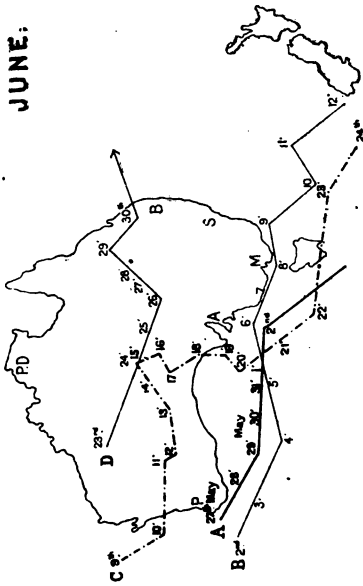 JUNE.
P.D
B
S
M
A
P
D 23rd
24·
25·
26·
27·
28·
29·
30th
C 9th
10·
11·
12·
13·
14·
15·
16·
17·
18·
19·
20·
21·
22·
23·
24th
A
27th May
28·
29·
May
30·
31·
1·
2nd
B 2nd
3·
4·
5·
6·
7·
8·
9·
10·
11·
12·